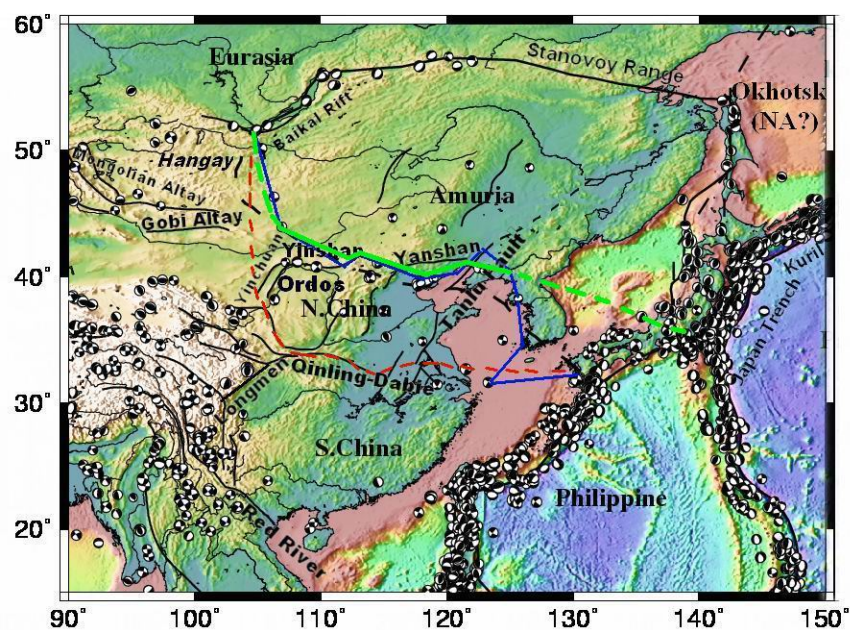 60°
50°
40°
30°
20°
90°
100°
110°
120°
130°
140°
150°
Eurasia
Stanovoy Range
Okhotsk
(NA?)
Baikal Rift
Hangay
Mongolian Altay
Gobi Altay
Amuria
Yinshan
Yanshan
Yinchuan
Ordos
N.China
Tanlu Fault
Kuril
Japan Trench
Qinling-Dabie
Longmen
S.China
Philippine
Red River